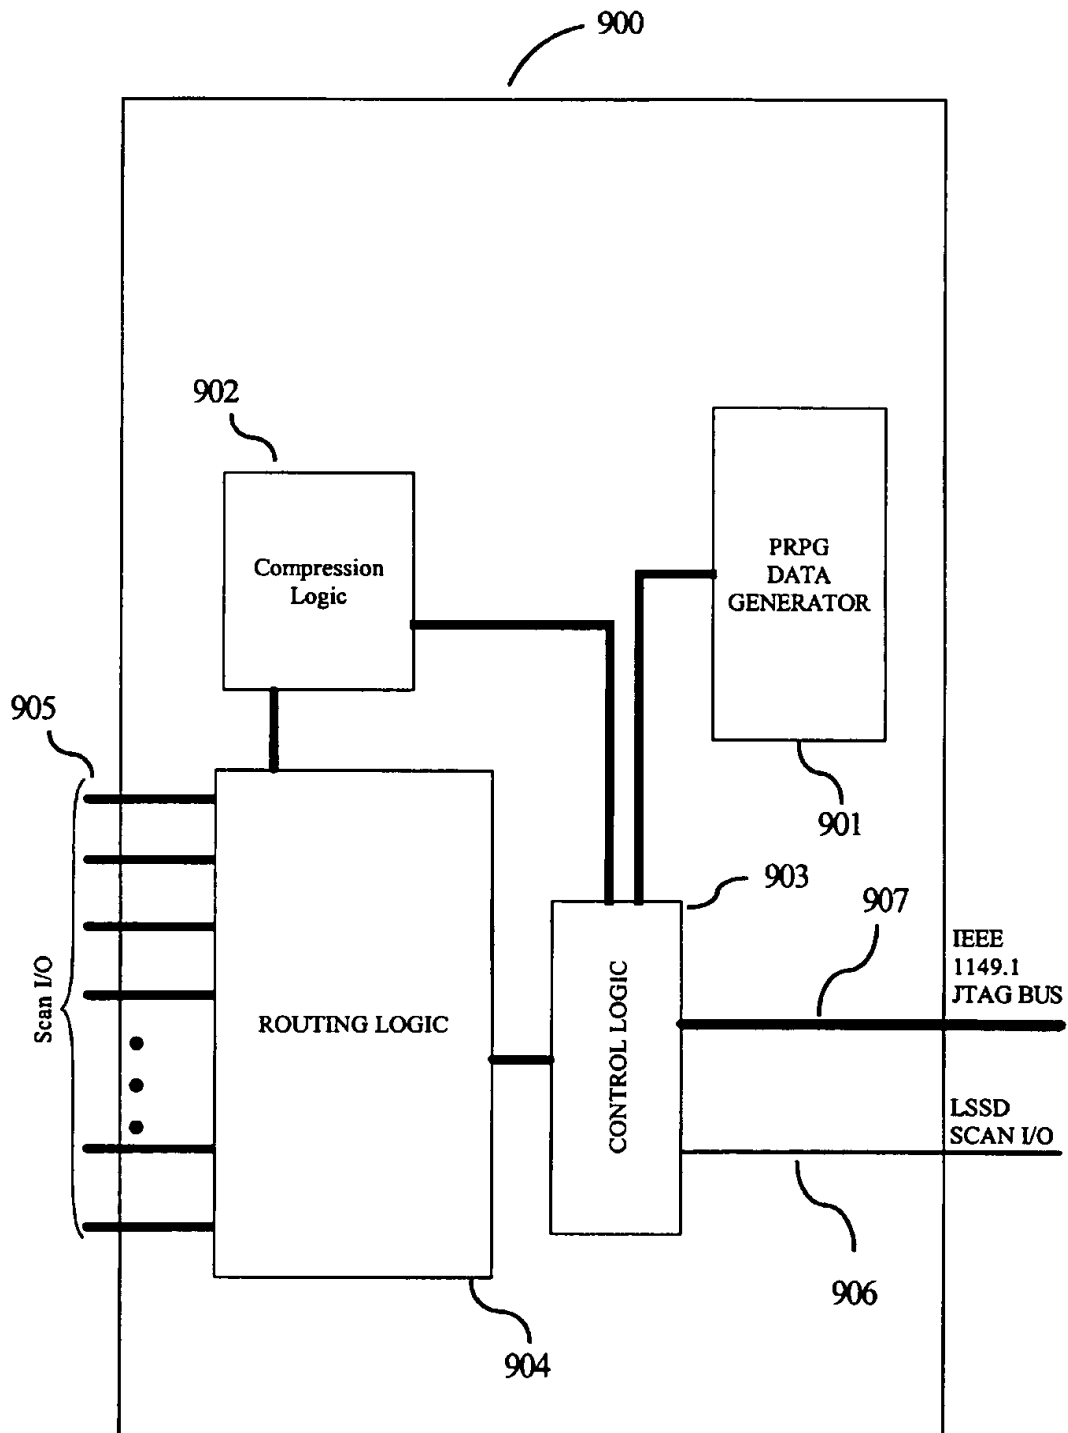 900
902
Compression
Logic
PRPG
DATA
GENERATOR
905
901
903
907
IEEE
1149.1
JTAG BUS
Scan I/O
ROUTING LOGIC
CONTROL LOGIC
LSSD
SCAN I/O
906
904